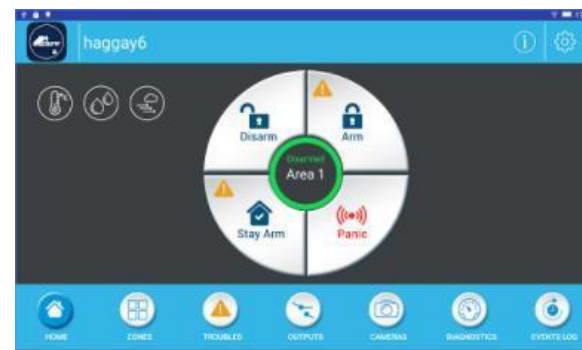 haggay6
Disarm
Arm
Disarmed
Area 1
Stay Arm
Panic
HOME
ZONES
TROUBLES
OUTPUTS
CAMERAS
DIAGNOSTICS
EVENTS LOG